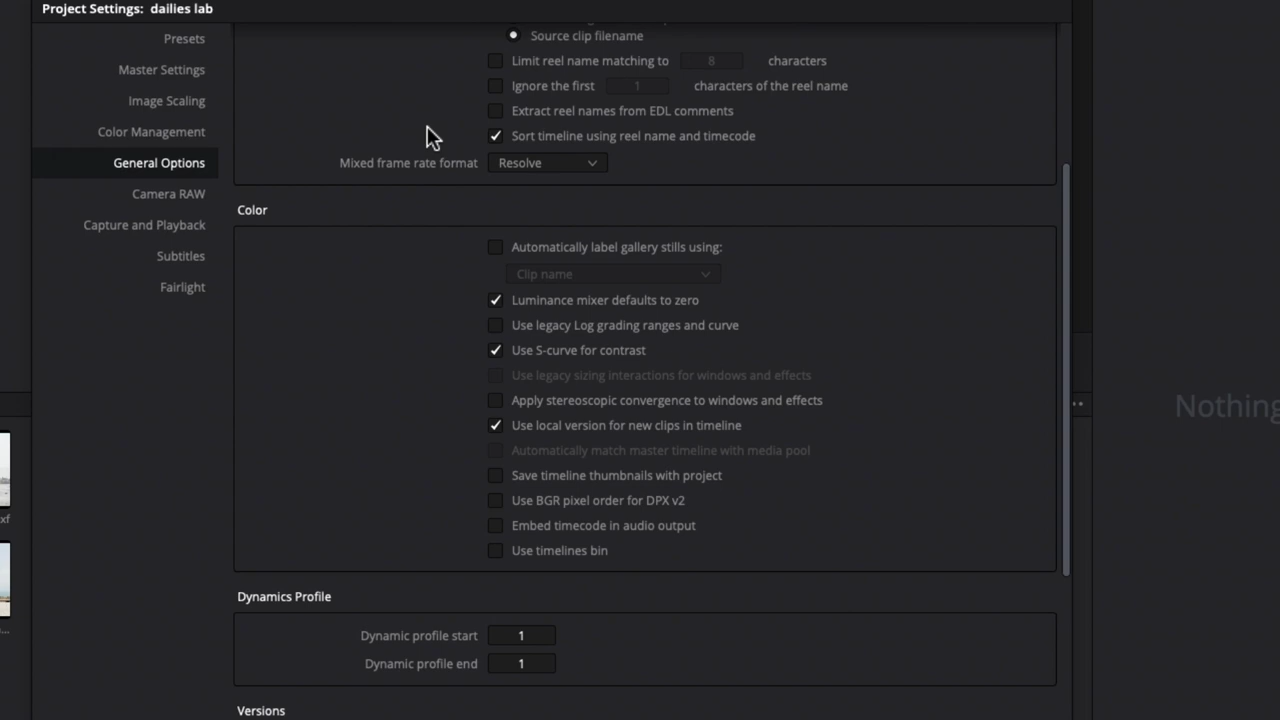 Project Settings: dailies lab
Presets
Master Settings
Image Scaling
Color Management
General Options
Camera RAW
Capture and Playback
Subtitles
Fairlight
Source clip filename
Limit reel name matching to 8 characters
Ignore the first 1 characters of the reel name
Extract reel names from EDL comments
Sort timeline using reel name and timecode
Mixed frame rate format Resolve
Color
Automatically label gallery stills using:
Clip name
Luminance mixer defaults to zero
Use legacy Log grading ranges and curve
Use S-curve for contrast
Use legacy sizing interactions for windows and effects
Apply stereoscopic convergence to windows and effects
Use local version for new clips in timeline
Automatically match master timeline with media pool
Save timeline thumbnails with project
Use BGR pixel order for DPX v2
Embed timecode in audio output
Use timelines bin
Dynamics Profile
Dynamic profile start 1
Dynamic profile end 1
Versions
Nothing
xf